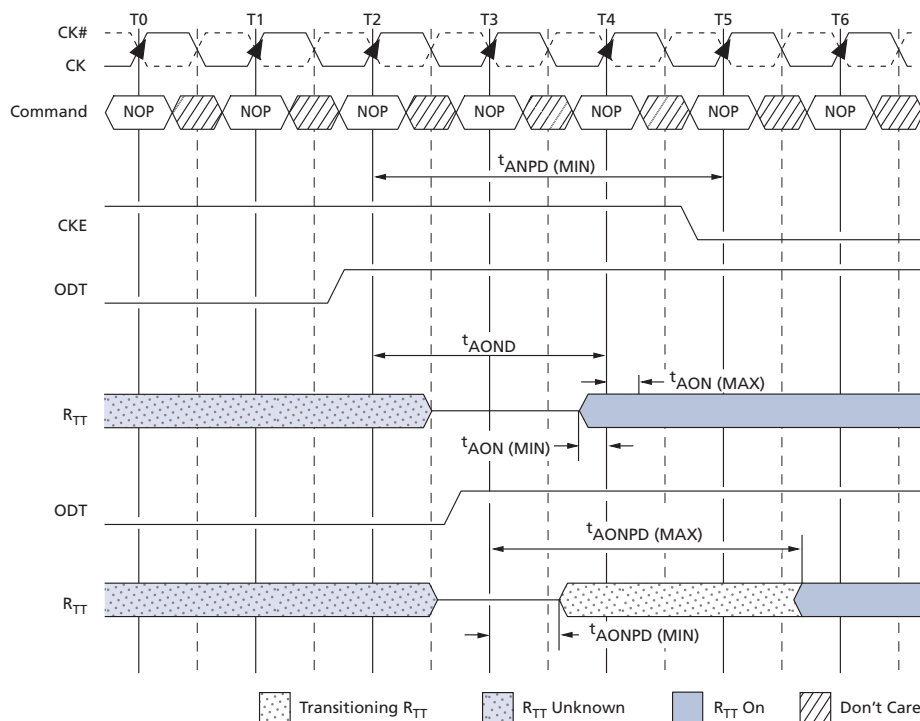 T0 T1 T2 T3 T4 T5 T6
CK#
CK
Command NOP NOP NOP NOP NOP NOP NOP
tANPD (MIN)
CKE
ODT
tAOND
tAON (MAX)
RTT
tAON (MIN)
ODT
tAONPD (MAX)
RTT
tAONPD (MIN)
Transitioning RTT RTT Unknown RTT On Don't Care